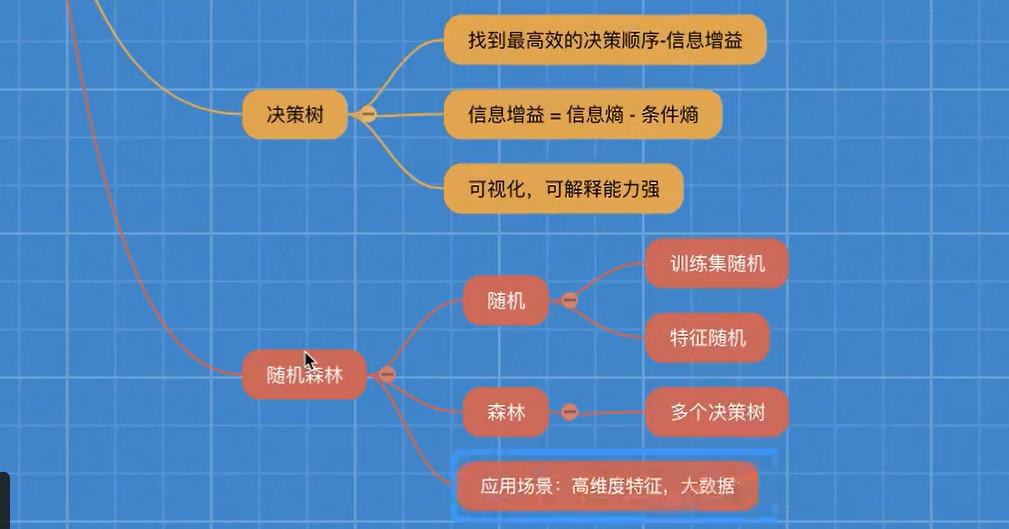 找到最高效的决策顺序-信息增益
决策树
信息增益 = 信息熵 - 条件熵
可视化，可解释能力强
训练集随机
随机
特征随机
随机森林
森林
多个决策树
应用场景：高维度特征，大数据